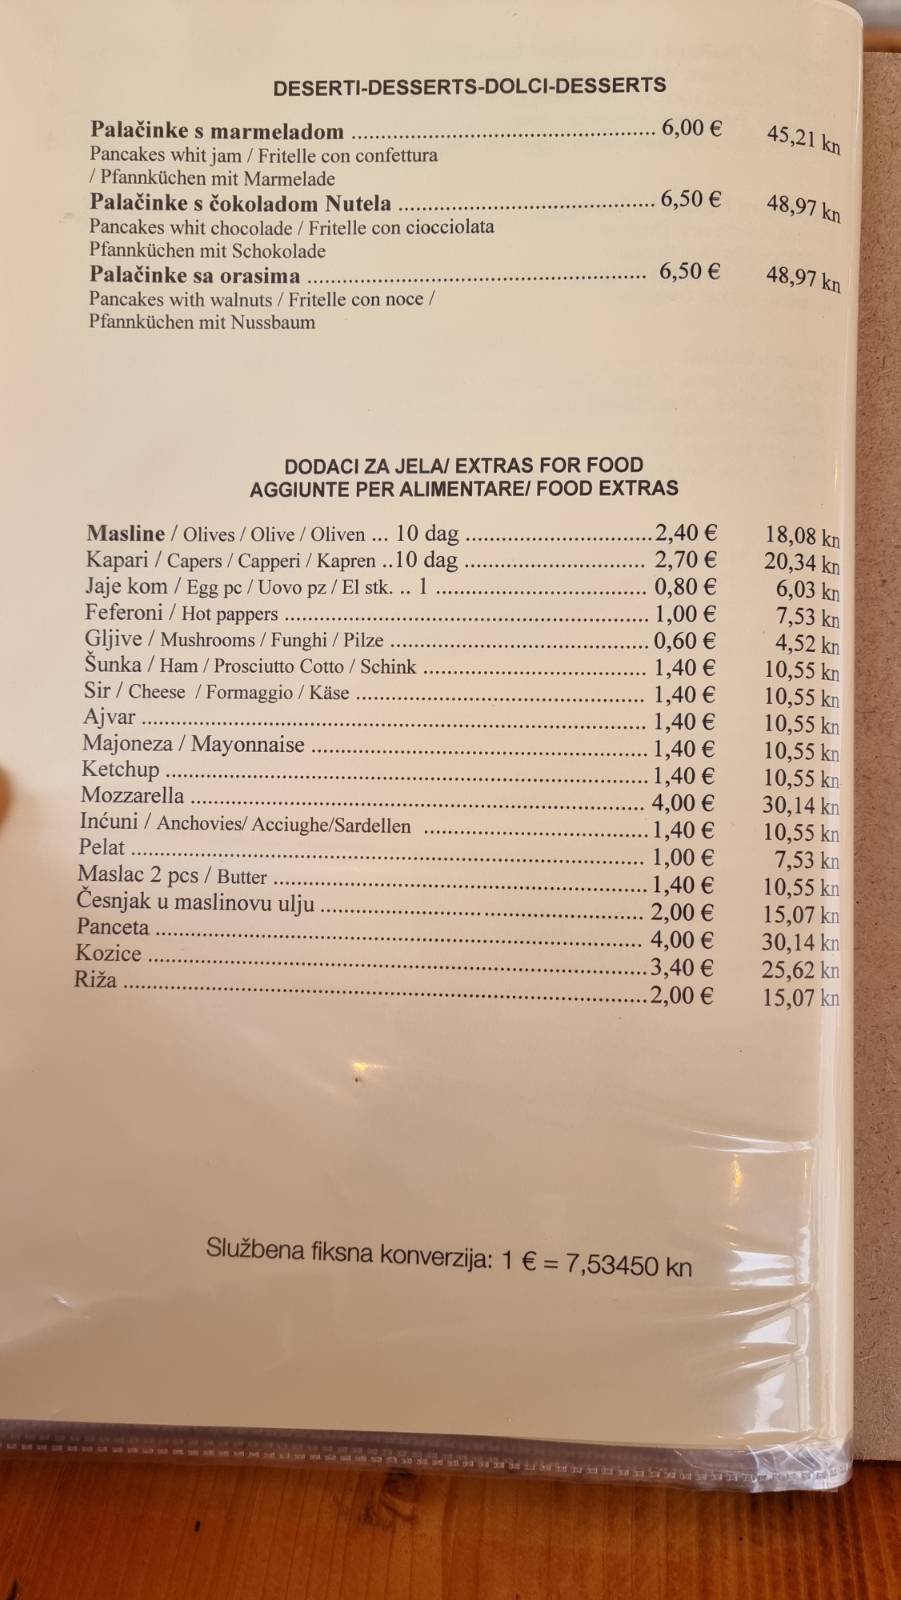 DESERTI-DESSERTS-DOLCI-DESSERTS
Palačinke s marmeladom ........ 6,00 € 45,21 kn
Pancakes whit jam / Fritelle con confettura
/ Pfannküchen mit Marmelade
Palačinke s čokoladom Nutela ........ 6,50 € 48,97 kn
Pancakes whit chocolade / Fritelle con ciocciolata
Pfannküchen mit Schokolade
Palačinke sa orasima ........ 6,50 € 48,97 kn
Pancakes with walnuts / Fritelle con noce /
Pfannküchen mit Nussbaum
DODACI ZA JELA/ EXTRAS FOR FOOD
AGGIUNTE PER ALIMENTARE/ FOOD EXTRAS
Masline / Olives / Olive / Oliven ... 10 dag ........ 2,40 € 18,08 kn
Kapari / Capers / Capperi / Kapren ..10 dag ........ 2,70 € 20,34 kn
Jaje kom / Egg pc / Uovo pz / El stk. .. 1 ........ 0,80 € 6,03 kn
Feferoni / Hot pappers ........ 1,00 € 7,53 kn
Gljive / Mushrooms / Funghi / Pilze ........ 0,60 € 4,52 kn
Šunka / Ham / Prosciutto Cotto / Schink ........ 1,40 € 10,55 kn
Sir / Cheese / Formaggio / Käse ........ 1,40 € 10,55 kn
Ajvar ........ 1,40 € 10,55 kn
Majoneza / Mayonnaise ........ 1,40 € 10,55 kn
Ketchup ........ 1,40 € 10,55 kn
Mozzarella ........ 4,00 € 30,14 kn
Inćuni / Anchovies/ Acciughe/Sardellen ........ 1,40 € 10,55 kn
Pelat ........ 1,00 € 7,53 kn
Maslac 2 pcs / Butter ........ 1,40 € 10,55 kn
Česnjak u maslinovu ulju ........ 2,00 € 15,07 kn
Panceta ........ 4,00 € 30,14 kn
Kozice ........ 3,40 € 25,62 kn
Riža ........ 2,00 € 15,07 kn
Službena fiksna konverzija: 1 € = 7,53450 kn